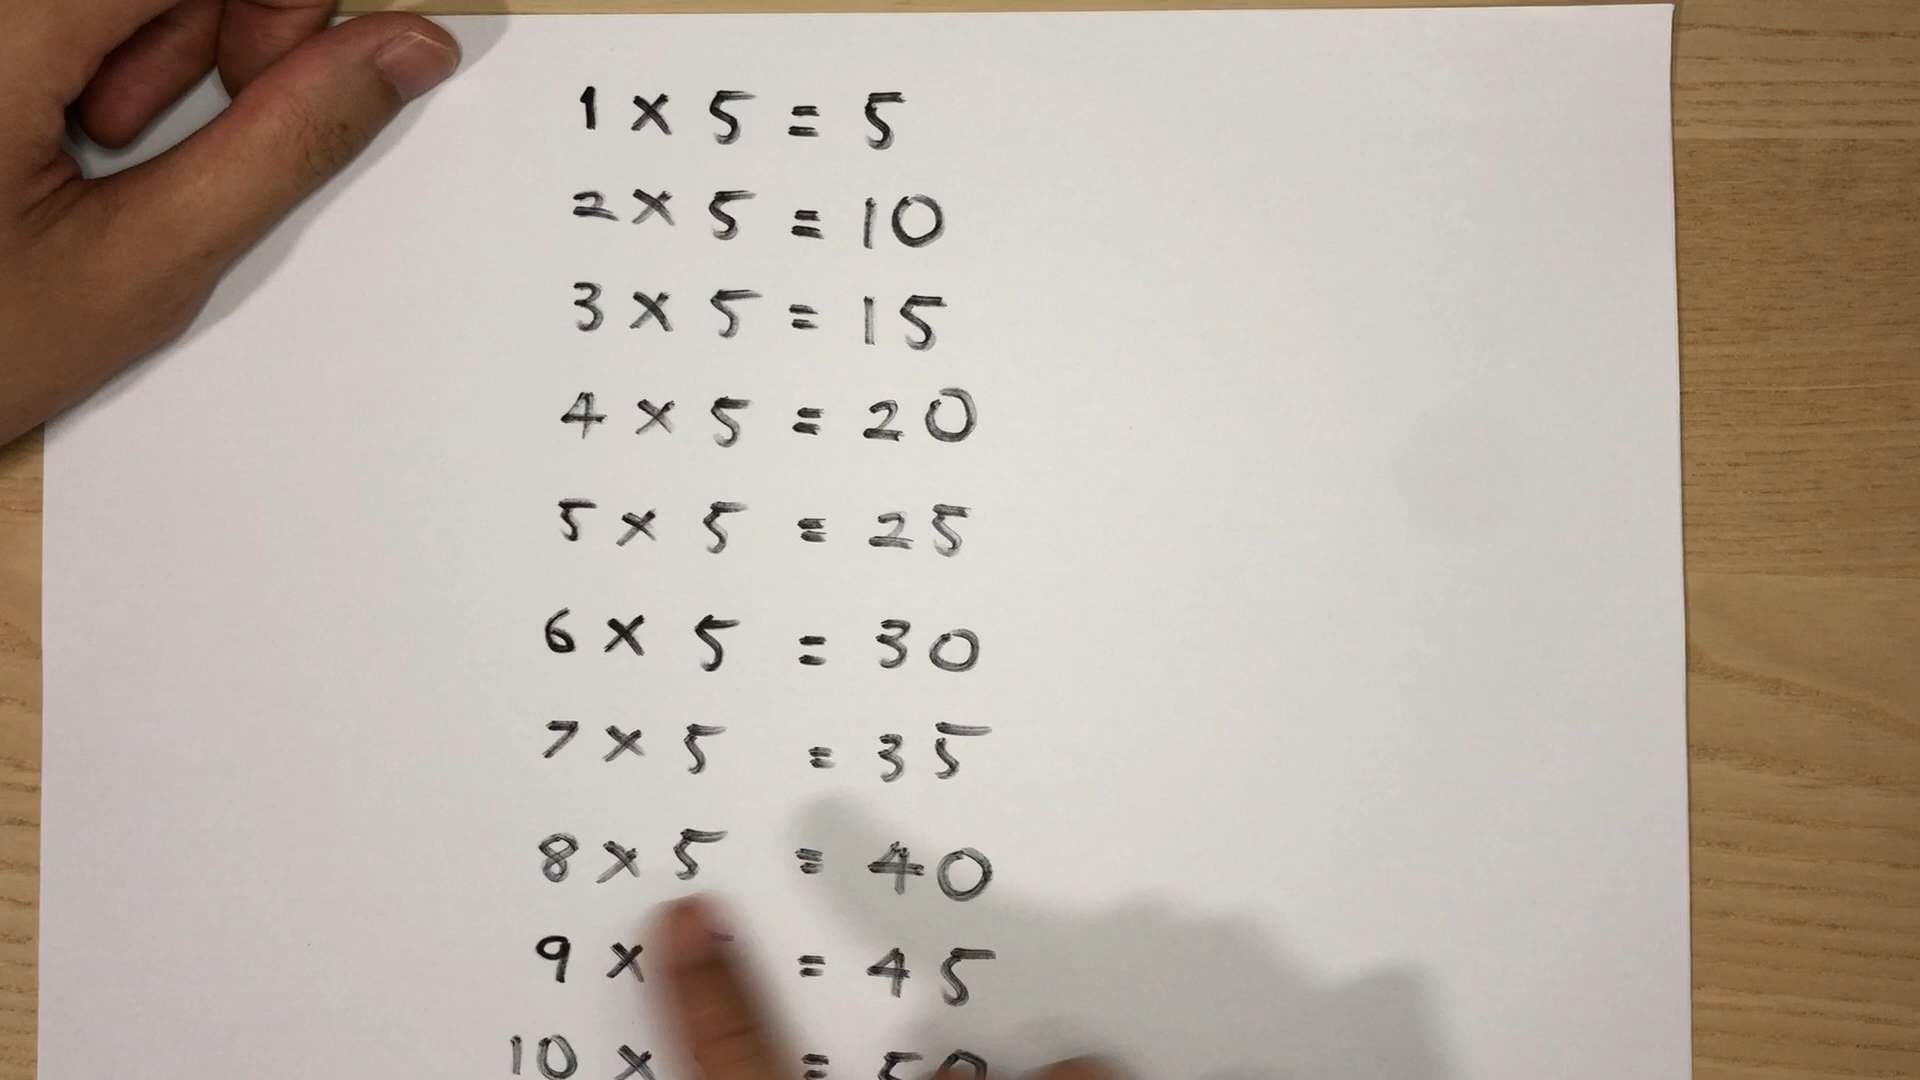 1 × 5 = 5
2 × 5 = 10
3 × 5 = 15
4 × 5 = 20
5 × 5 = 25
6 × 5 = 30
7 × 5 = 35
8 × 5 = 40
9 × = 45
10 × = 50